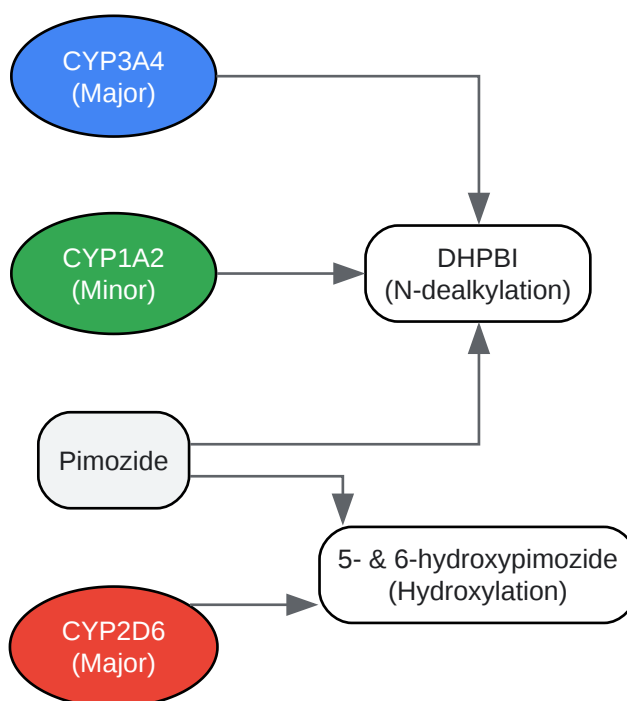 CYP3A4
(Major)
CYP1A2
(Minor)
DHPBI
(N-dealkylation)
Pimozide
5- & 6-hydroxypimozide
(Hydroxylation)
CYP2D6
(Major)